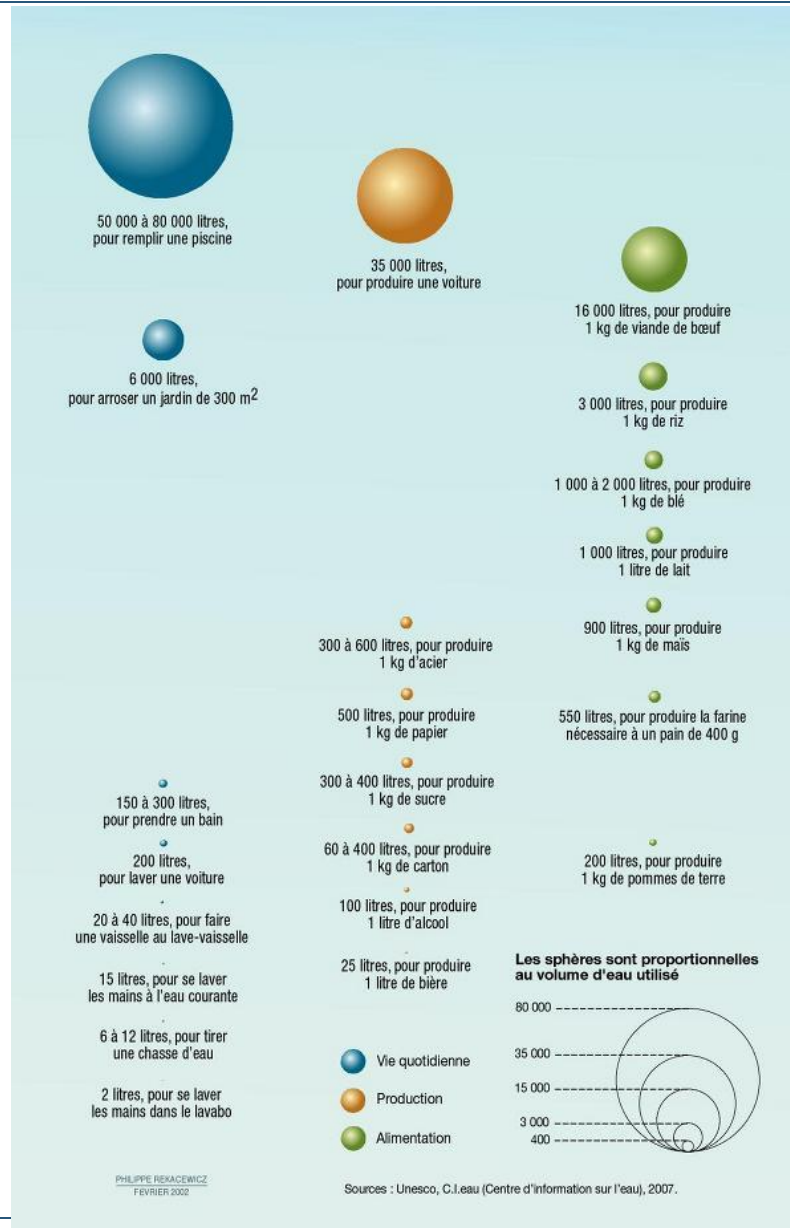 50 000 à 80 000 litres,
pour remplir une piscine
6 000 litres,
pour arroser un jardin de 300 m2
150 à 300 litres,
pour prendre un bain
200 litres,
pour laver une voiture
20 à 40 litres, pour faire
une vaisselle au lave-vaisselle
15 litres, pour se laver
les mains à l'eau courante
6 à 12 litres, pour tirer
une chasse d'eau
2 litres, pour se laver
les mains dans le lavabo
35 000 litres,
pour produire une voiture
300 à 600 litres, pour produire
1 kg d'acier
500 litres, pour produire
1 kg de papier
300 à 400 litres, pour produire
1 kg de sucre
60 à 400 litres, pour produire
1 kg de carton
100 litres, pour produire
1 litre d'alcool
25 litres, pour produire
1 litre de bière
16 000 litres, pour produire
1 kg de viande de bœuf
3 000 litres, pour produire
1 kg de riz
1 000 à 2 000 litres, pour produire
1 kg de blé
1 000 litres, pour produire
1 litre de lait
900 litres, pour produire
1 kg de maïs
550 litres, pour produire la farine
nécessaire à un pain de 400 g
200 litres, pour produire
1 kg de pommes de terre
Vie quotidienne
Production
Alimentation
Les sphères sont proportionnelles
au volume d'eau utilisé
80 000
35 000
15 000
3 000
400
PHILIPPE REKACEWICZ
FÉVRIER 2002
Sources : Unesco, C.I.eau (Centre d'information sur l'eau), 2007.